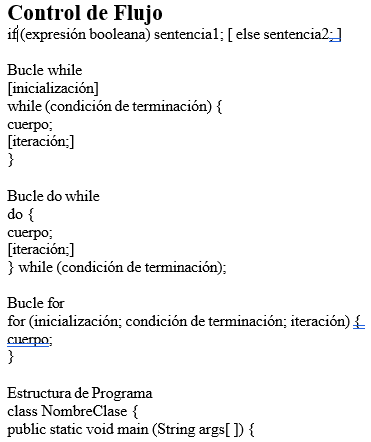 Control de Flujo
if(expresión booleana) sentencia1; [ else sentencia2; ]
Bucle while
[inicialización]
while (condición de terminación) {
cuerpo;
[iteración;]
}
Bucle do while
do {
cuerpo;
[iteración;]
} while (condición de terminación);
Bucle for
for (inicialización; condición de terminación; iteración) {
cuerpo;
}
Estructura de Programa
class NombreClase {
public static void main (String args[ ]) {